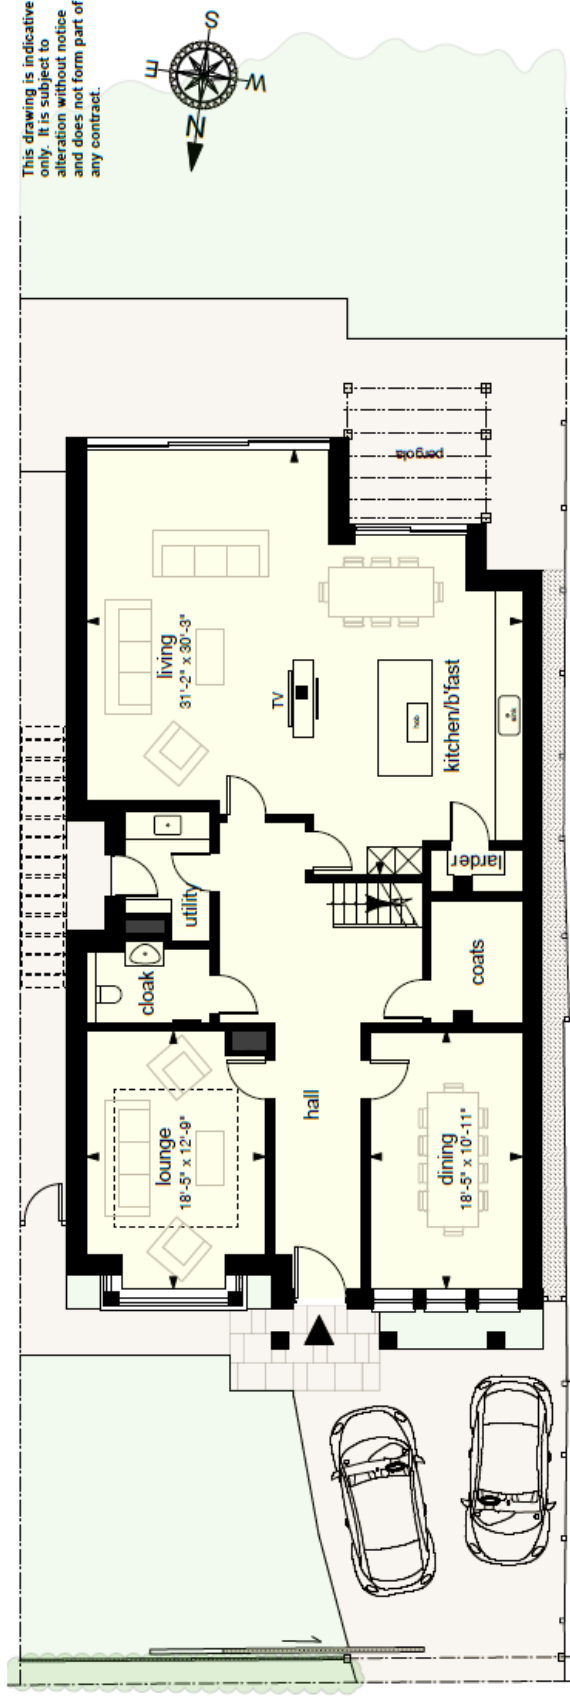 This drawing is indicative
only. It is subject to
alteration without notice
and does not form part of
any contract.
S
E
W
N
pergola
living
31'-2" x 30'-3"
TV
hob
kitchen/b'fast
sink
larder
utility
cloak
coats
lounge
18'-5" x 12'-9"
hall
dining
18'-5" x 10'-11"